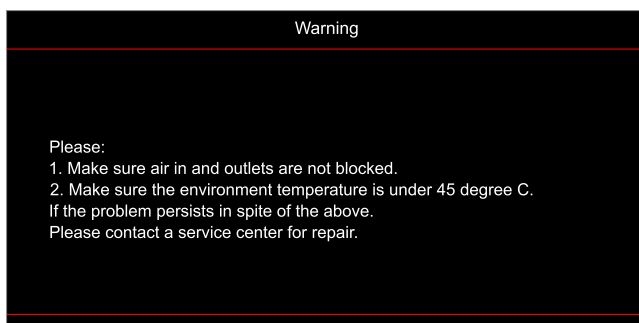 Warning
Please:
1. Make sure air in and outlets are not blocked.
2. Make sure the environment temperature is under 45 degree C.
If the problem persists in spite of the above.
Please contact a service center for repair.